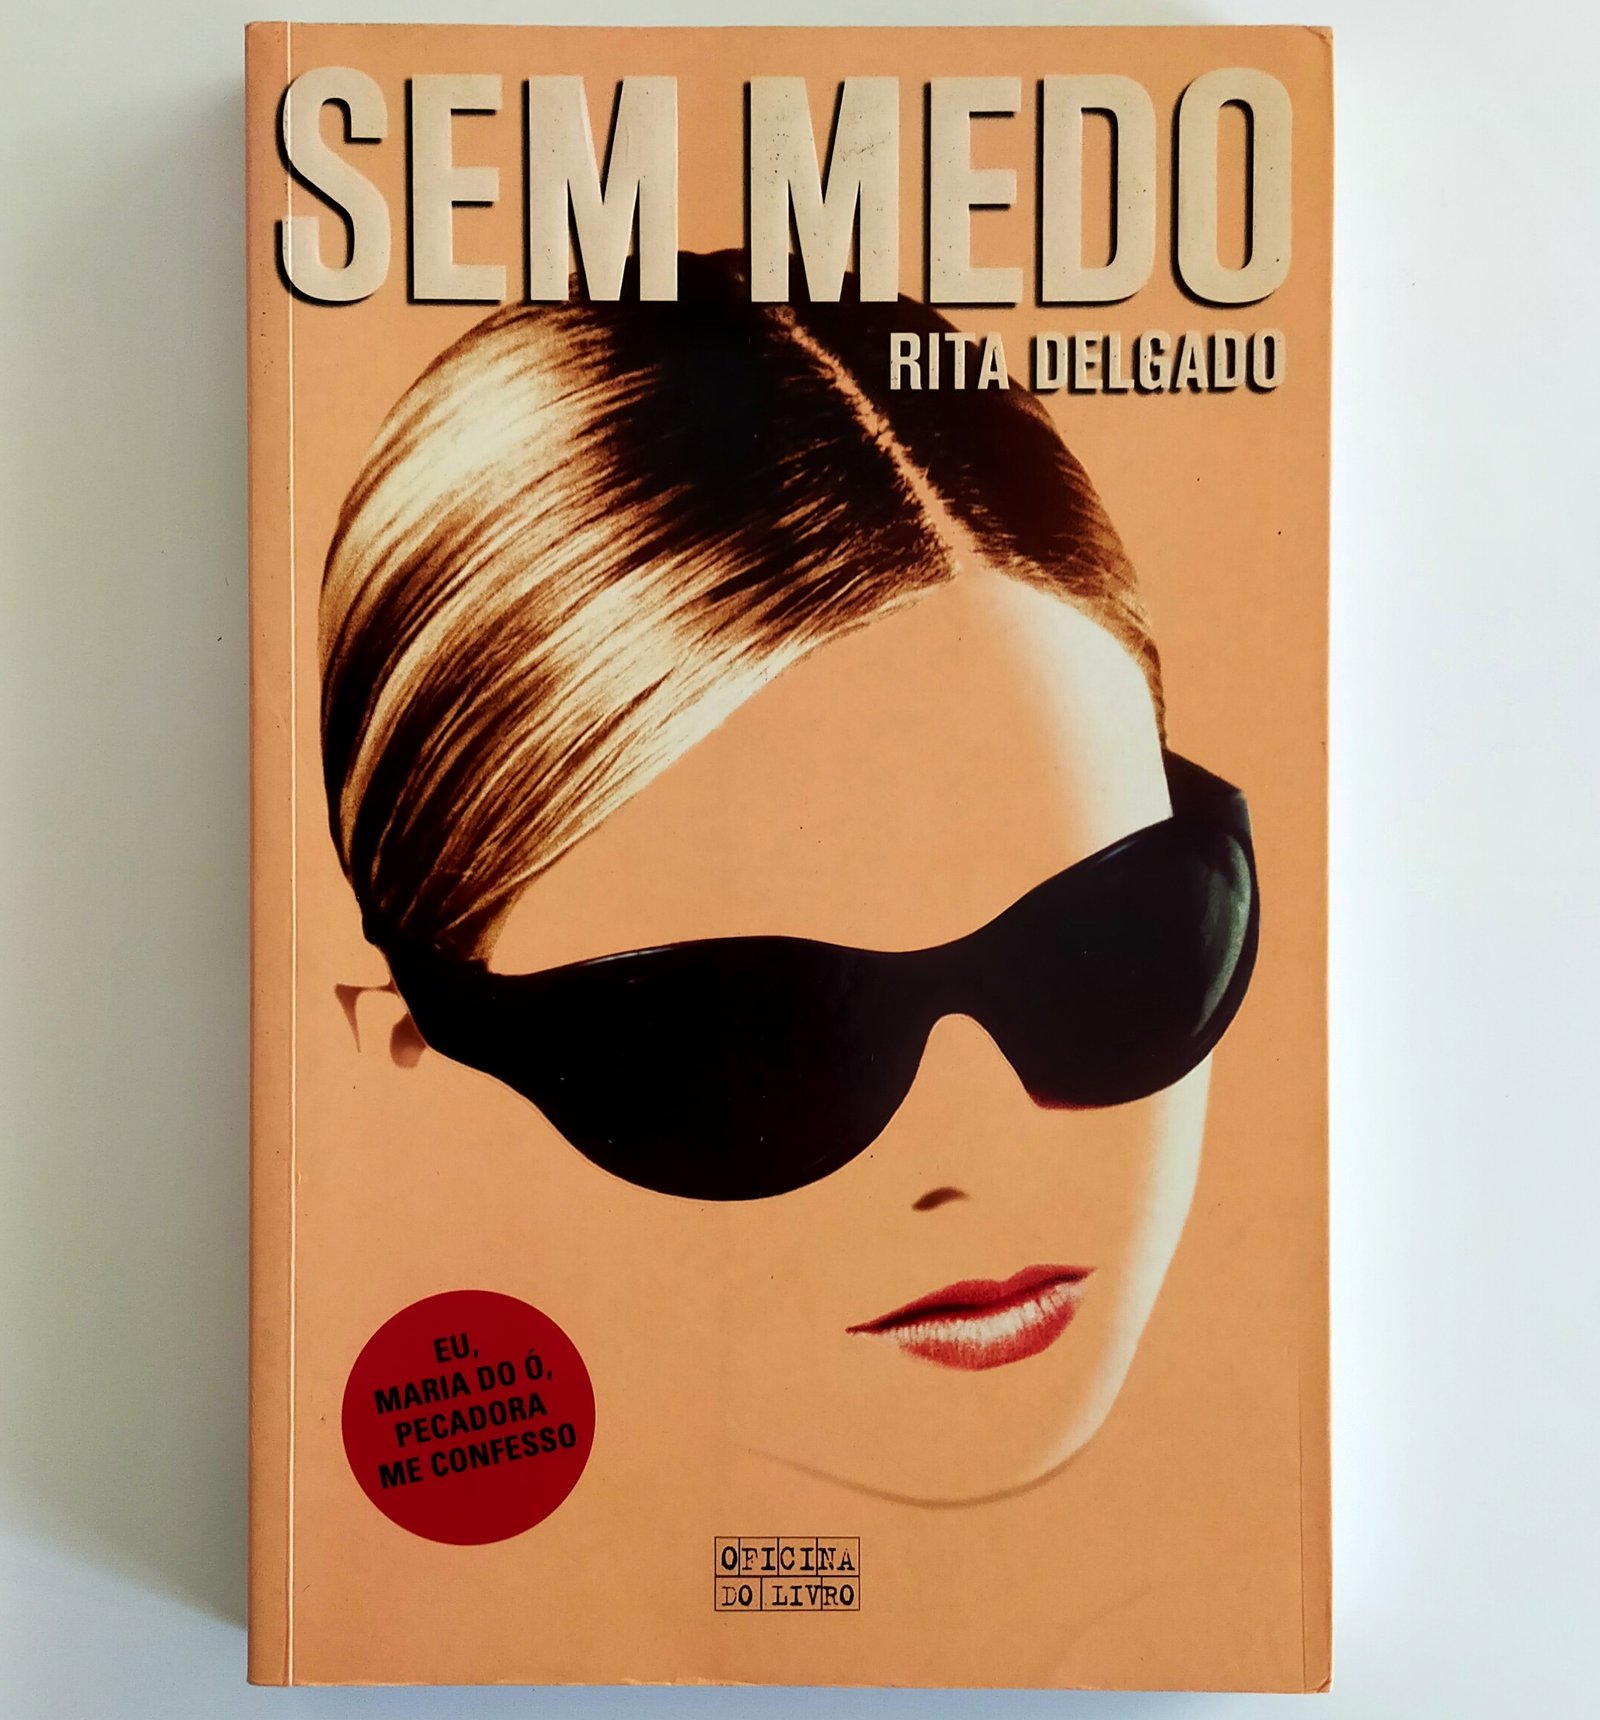 SEM MEDO
RITA DELGADO
EU,
MARIA DO Ó,
PECADORA
ME CONFESSO
OFICINA
DO LIVRO